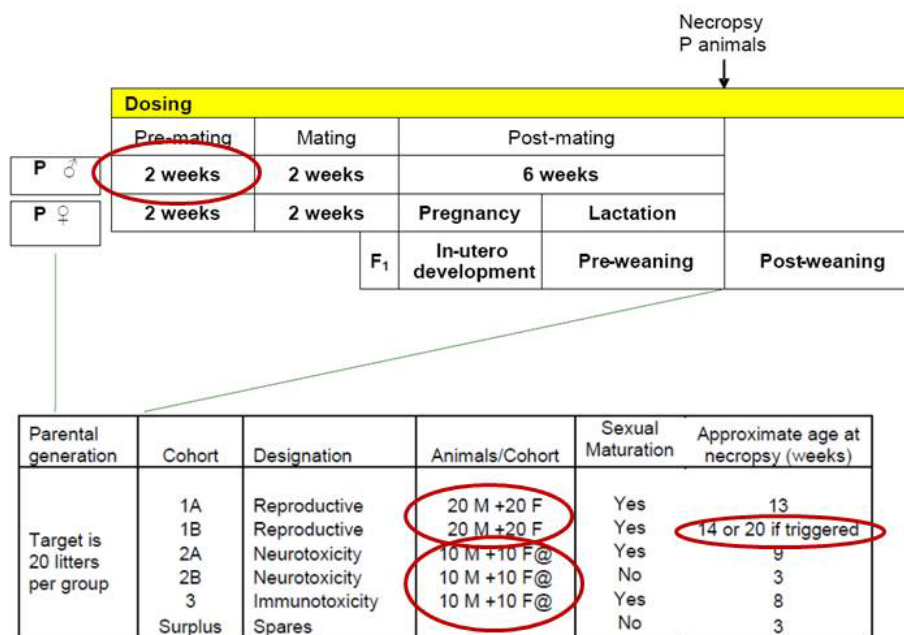 Necropsy
P animals
Dosing
Pre-mating Mating Post-mating
P ♂ 2 weeks 2 weeks 6 weeks
P ♀ 2 weeks 2 weeks Pregnancy Lactation
F₁ In-utero development Pre-weaning Post-weaning
Parental generation Cohort Designation Animals/Cohort Sexual Maturation Approximate age at necropsy (weeks)
1A Reproductive 20 M +20 F Yes 13
1B Reproductive 20 M +20 F Yes 14 or 20 if triggered
Target is 20 litters per group
2A Neurotoxicity 10 M +10 F@ Yes 9
2B Neurotoxicity 10 M +10 F@ No 3
3 Immunotoxicity 10 M +10 F@ Yes 8
Surplus Spares No 3